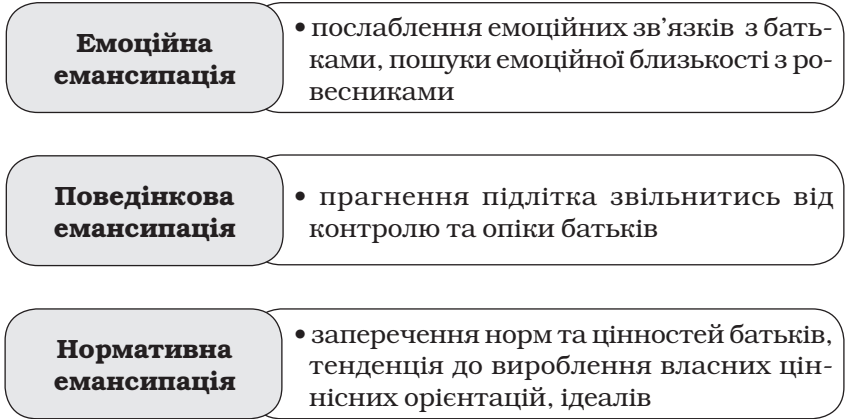 Емоційна
емансипація
• послаблення емоційних зв’язків з бать-
ками, пошуки емоційної близькості з ро-
весниками
Поведінкова
емансипація
• прагнення підлітка звільнитись від
контролю та опіки батьків
Нормативна
емансипація
• заперечення норм та цінностей батьків,
тенденція до вироблення власних цін-
нісних орієнтацій, ідеалів